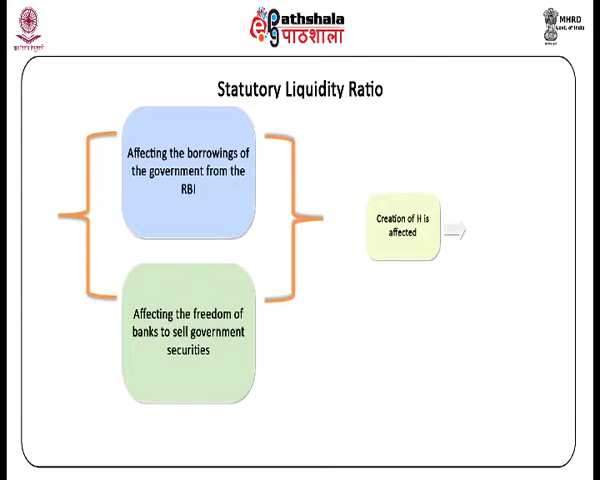 ePathshala
पाठशाला
MHRD
Govt. of India
Statutory Liquidity Ratio
Affecting the borrowings of
the government from the
RBI
Creation of H is
affected
Affecting the freedom of
banks to sell government
securities